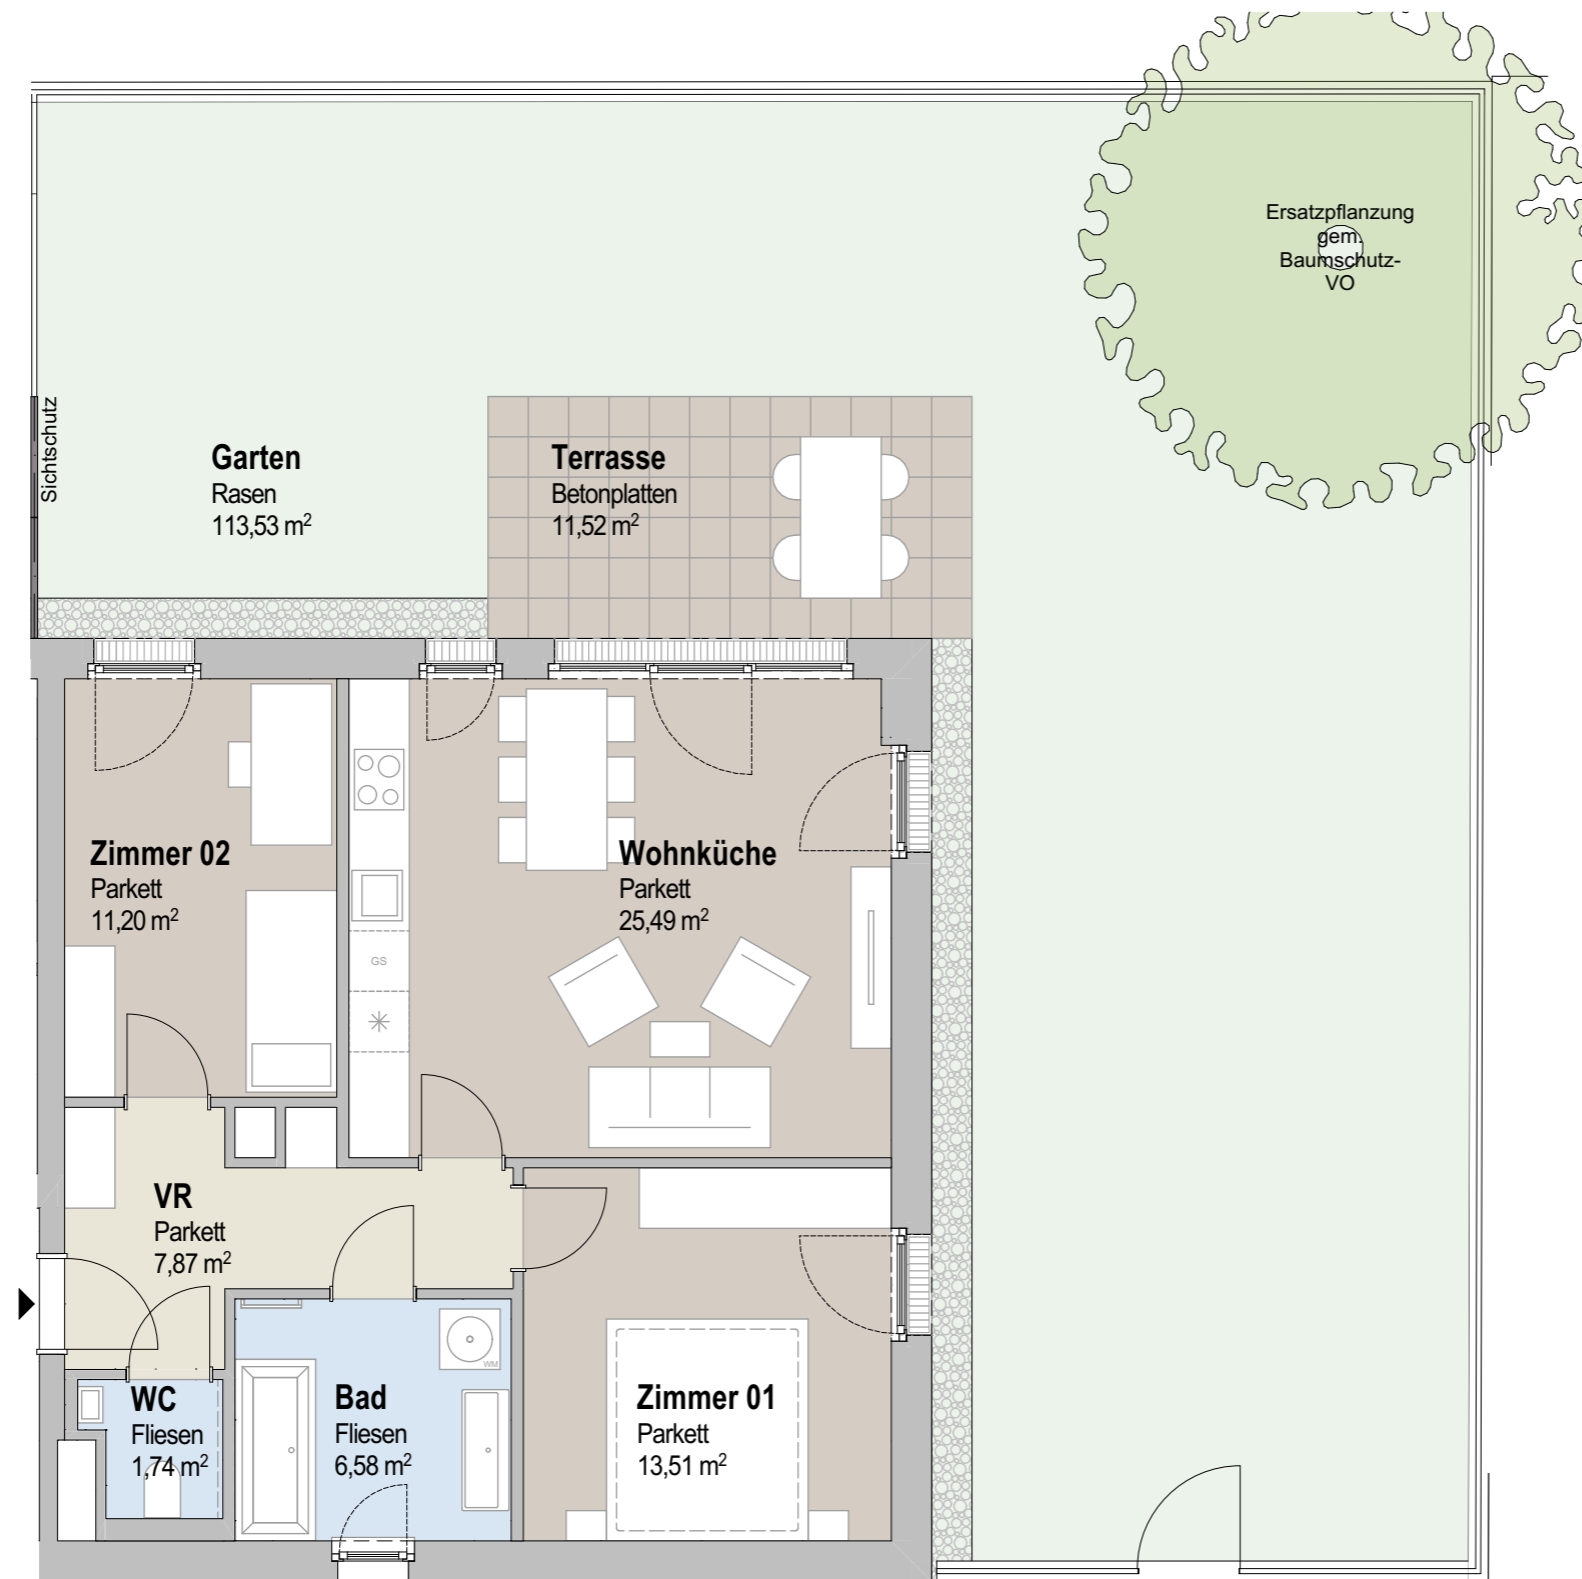 Ersatzpflanzung
gem.
Baumschutz-
VO
Sichtschutz
Garten
Rasen
113,53 m²
Terrasse
Betonplatten
11,52 m²
Zimmer 02
Parkett
11,20 m²
Wohnküche
Parkett
25,49 m²
GS
VR
Parkett
7,87 m²
WM
WC
Fliesen
1,74 m²
Bad
Fliesen
6,58 m²
Zimmer 01
Parkett
13,51 m²